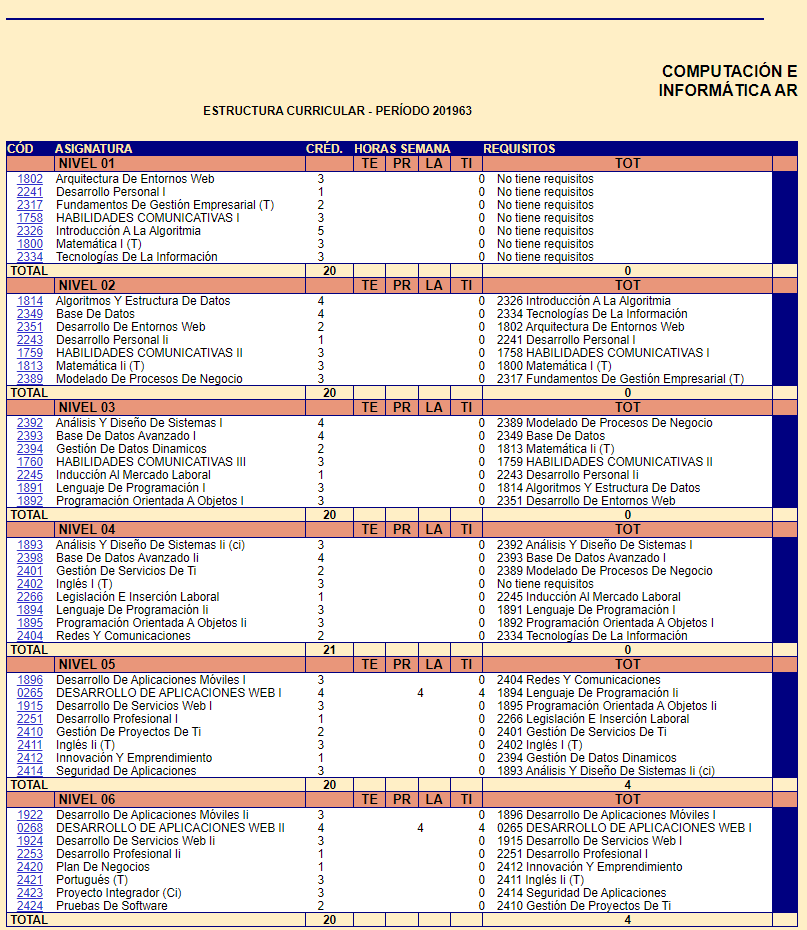 COMPUTACIÓN E
INFORMÁTICA AR
ESTRUCTURA CURRICULAR - PERÍODO 201963
CÓD ASIGNATURA CRÉD. HORAS SEMANA REQUISITOS
NIVEL 01 TE PR LA TI TOT
1802 Arquitectura De Entornos Web 3 0 No tiene requisitos
2241 Desarrollo Personal I 1 0 No tiene requisitos
2317 Fundamentos De Gestión Empresarial (T) 2 0 No tiene requisitos
1758 HABILIDADES COMUNICATIVAS I 3 0 No tiene requisitos
2326 Introducción A La Algoritmia 5 0 No tiene requisitos
1800 Matemática I (T) 3 0 No tiene requisitos
2334 Tecnologías De La Información 3 0 No tiene requisitos
TOTAL 20 0
NIVEL 02 TE PR LA TI TOT
1814 Algoritmos Y Estructura De Datos 4 0 2326 Introducción A La Algoritmia
2349 Base De Datos 4 0 2334 Tecnologías De La Información
2351 Desarrollo De Entornos Web 2 0 1802 Arquitectura De Entornos Web
2243 Desarrollo Personal Ii 1 0 2241 Desarrollo Personal I
1759 HABILIDADES COMUNICATIVAS II 3 0 1758 HABILIDADES COMUNICATIVAS I
1813 Matemática Ii (T) 3 0 1800 Matemática I (T)
2389 Modelado De Procesos De Negocio 3 0 2317 Fundamentos De Gestión Empresarial (T)
TOTAL 20 0
NIVEL 03 TE PR LA TI TOT
2392 Análisis Y Diseño De Sistemas I 4 0 2389 Modelado De Procesos De Negocio
2393 Base De Datos Avanzado I 4 0 2349 Base De Datos
2394 Gestión De Datos Dinamicos 2 0 1813 Matemática Ii (T)
1760 HABILIDADES COMUNICATIVAS III 3 0 1759 HABILIDADES COMUNICATIVAS II
2245 Inducción Al Mercado Laboral 1 0 2243 Desarrollo Personal Ii
1891 Lenguaje De Programación I 3 0 1814 Algoritmos Y Estructura De Datos
1892 Programación Orientada A Objetos I 3 0 2351 Desarrollo De Entornos Web
TOTAL 20 0
NIVEL 04 TE PR LA TI TOT
1893 Análisis Y Diseño De Sistemas Ii (ci) 3 0 2392 Análisis Y Diseño De Sistemas I
2398 Base De Datos Avanzado Ii 4 0 2393 Base De Datos Avanzado I
2401 Gestión De Servicios De Ti 2 0 2389 Modelado De Procesos De Negocio
2402 Inglés I (T) 3 0 No tiene requisitos
2266 Legislación E Inserción Laboral 1 0 2245 Inducción Al Mercado Laboral
1894 Lenguaje De Programación Ii 3 0 1891 Lenguaje De Programación I
1895 Programación Orientada A Objetos Ii 3 0 1892 Programación Orientada A Objetos I
2404 Redes Y Comunicaciones 2 0 2334 Tecnologías De La Información
TOTAL 21 0
NIVEL 05 TE PR LA TI TOT
1896 Desarrollo De Aplicaciones Móviles I 3 0 2404 Redes Y Comunicaciones
0265 DESARROLLO DE APLICACIONES WEB I 4 4 4 1894 Lenguaje De Programación Ii
1915 Desarrollo De Servicios Web I 3 0 1895 Programación Orientada A Objetos Ii
2251 Desarrollo Profesional I 1 0 2266 Legislación E Inserción Laboral
2410 Gestión De Proyectos De Ti 2 0 2401 Gestión De Servicios De Ti
2411 Inglés Ii (T) 3 0 2402 Inglés I (T)
2412 Innovación Y Emprendimiento 1 0 2394 Gestión De Datos Dinamicos
2414 Seguridad De Aplicaciones 3 0 1893 Análisis Y Diseño De Sistemas Ii (ci)
TOTAL 20 4
NIVEL 06 TE PR LA TI TOT
1922 Desarrollo De Aplicaciones Móviles Ii 3 0 1896 Desarrollo De Aplicaciones Móviles I
0268 DESARROLLO DE APLICACIONES WEB II 4 4 4 0265 DESARROLLO DE APLICACIONES WEB I
1924 Desarrollo De Servicios Web Ii 3 0 1915 Desarrollo De Servicios Web I
2253 Desarrollo Profesional Ii 1 0 2251 Desarrollo Profesional I
2420 Plan De Negocios 1 0 2412 Innovación Y Emprendimiento
2421 Portugués (T) 3 0 2411 Inglés Ii (T)
2423 Proyecto Integrador (Ci) 3 0 2414 Seguridad De Aplicaciones
2424 Pruebas De Software 2 0 2410 Gestión De Proyectos De Ti
TOTAL 20 4